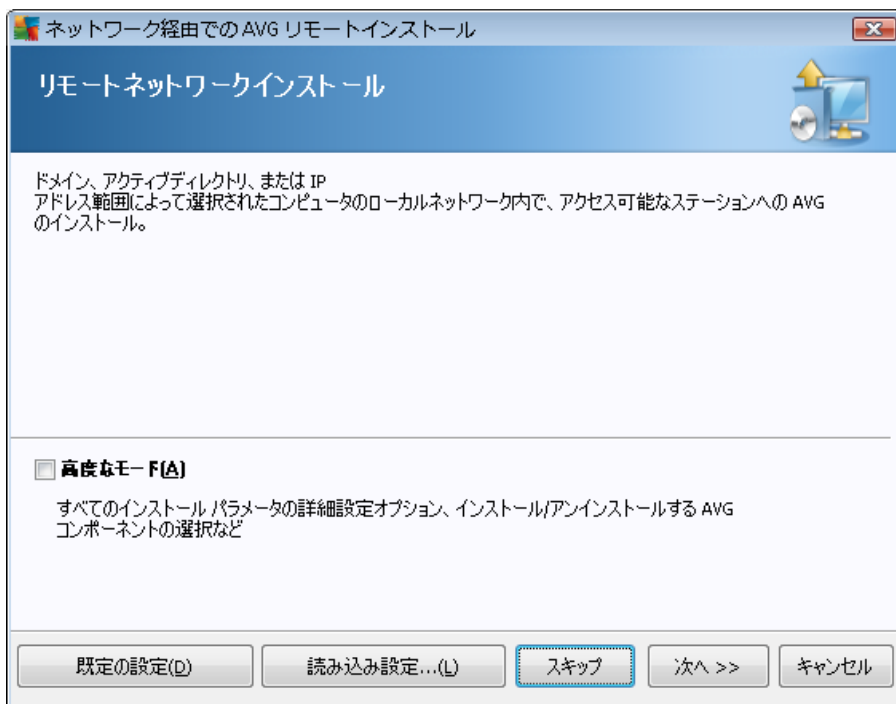 ネットワーク経由での AVG リモートインストール
リモートネットワークインストール
ドメイン、アクティブディレクトリ、または IP
アドレス範囲によって選択されたコンピュータのローカルネットワーク内で、アクセス可能なステーションへの AVG
のインストール。
高度なモード(A)
すべてのインストール パラメータの詳細設定オプション、インストール/アンインストールする AVG
コンポーネントの選択など
既定の設定(D)
読み込み設定...(L)
スキップ
次へ >>
キャンセル